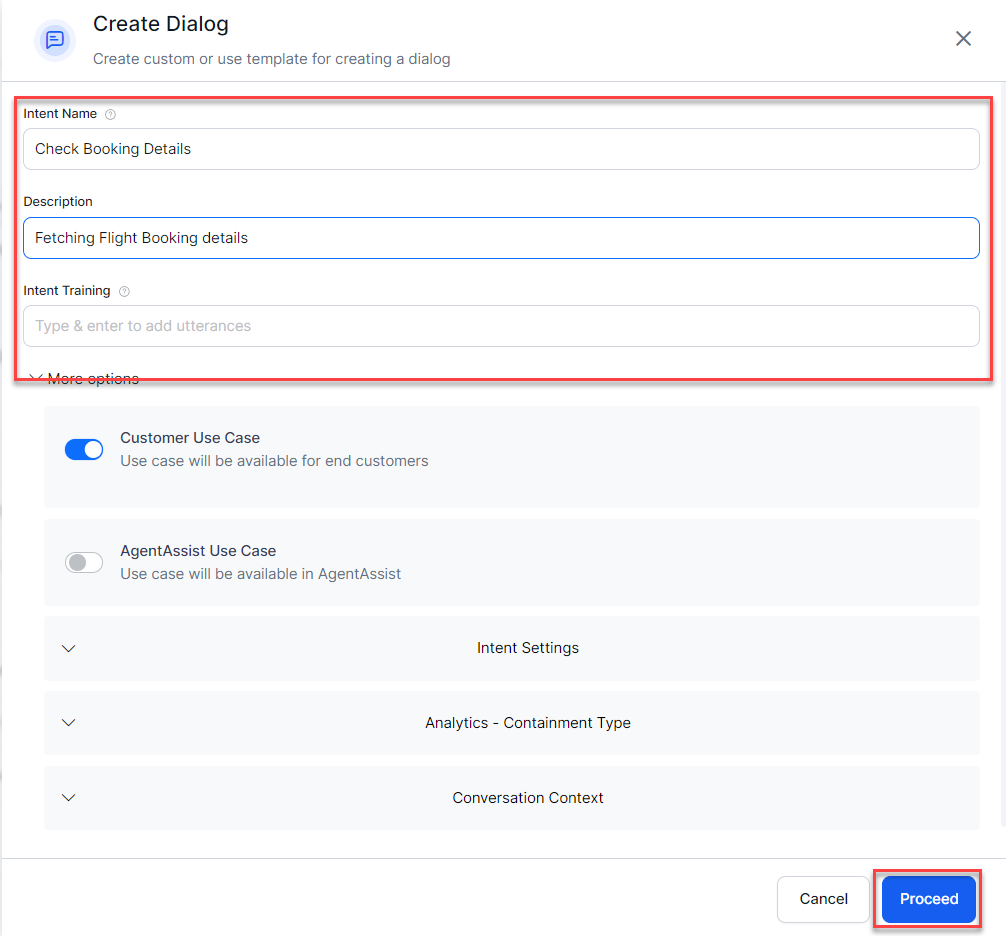 Create Dialog
Create custom or use template for creating a dialog
Intent Name
Check Booking Details
Description
Fetching Flight Booking details
Intent Training
Type & enter to add utterances
More options
Customer Use Case
Use case will be available for end customers
AgentAssist Use Case
Use case will be available in AgentAssist
Intent Settings
Analytics - Containment Type
Conversation Context
Cancel
Proceed